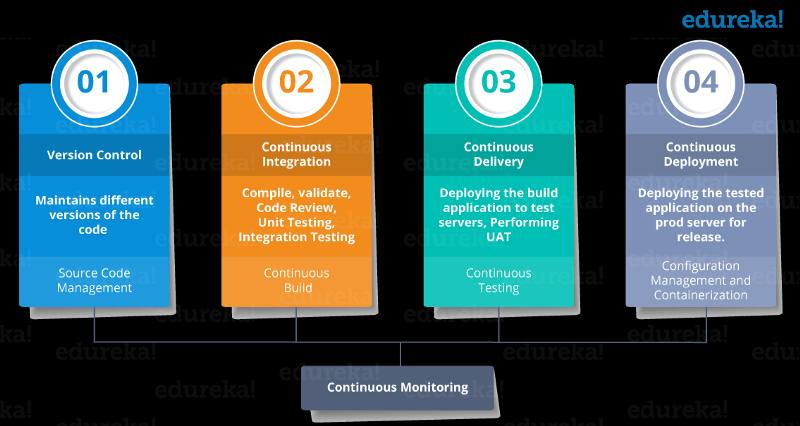 edureka!
01
Version Control
Maintains different
versions of the
code
Source Code
Management
02
Continuous
Integration
Compile, validate,
Code Review,
Unit Testing,
Integration Testing
Continuous
Build
03
Continuous
Delivery
Deploying the build
application to test
servers, Performing
UAT
Continuous
Testing
04
Continuous
Deployment
Deploying the tested
application on the
prod server for
release.
Configuration
Management and
Containerization
Continuous Monitoring